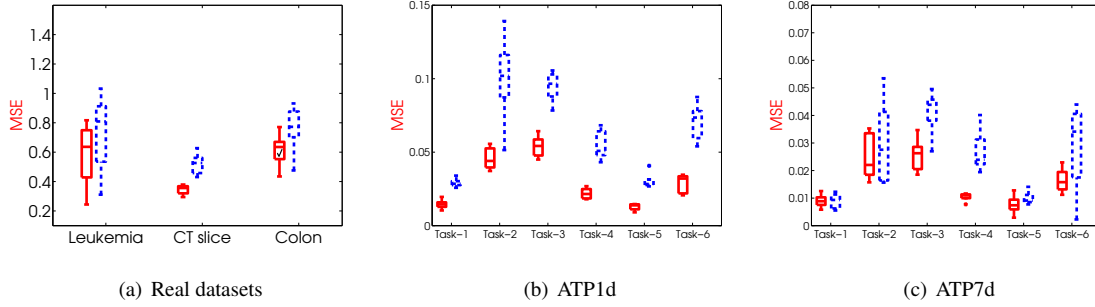 MSE
1.4
1.2
1
0.8
0.6
0.4
0.2
Leukemia CT slice Colon
(a) Real datasets
MSE
0.15
0.1
0.05
0
Task-1 Task-2 Task-3 Task-4 Task-5 Task-6
(b) ATP1d
MSE
0.08
0.07
0.06
0.05
0.04
0.03
0.02
0.01
0
Task-1 Task-2 Task-3 Task-4 Task-5 Task-6
(c) ATP7d